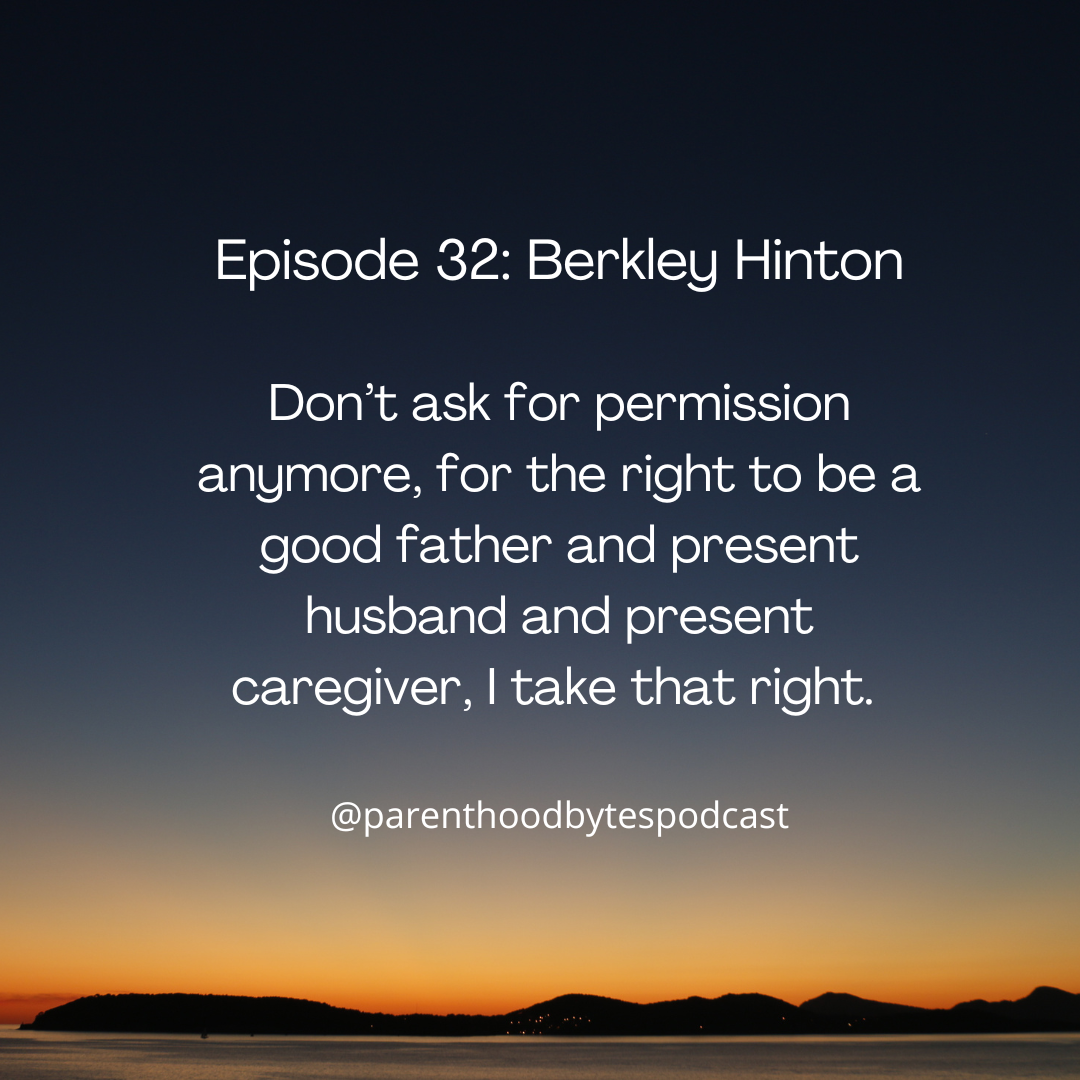 Episode 32: Berkley Hinton
Don’t ask for permission
anymore, for the right to be a
good father and present
husband and present
caregiver, I take that right.
@parenthoodbytespodcast